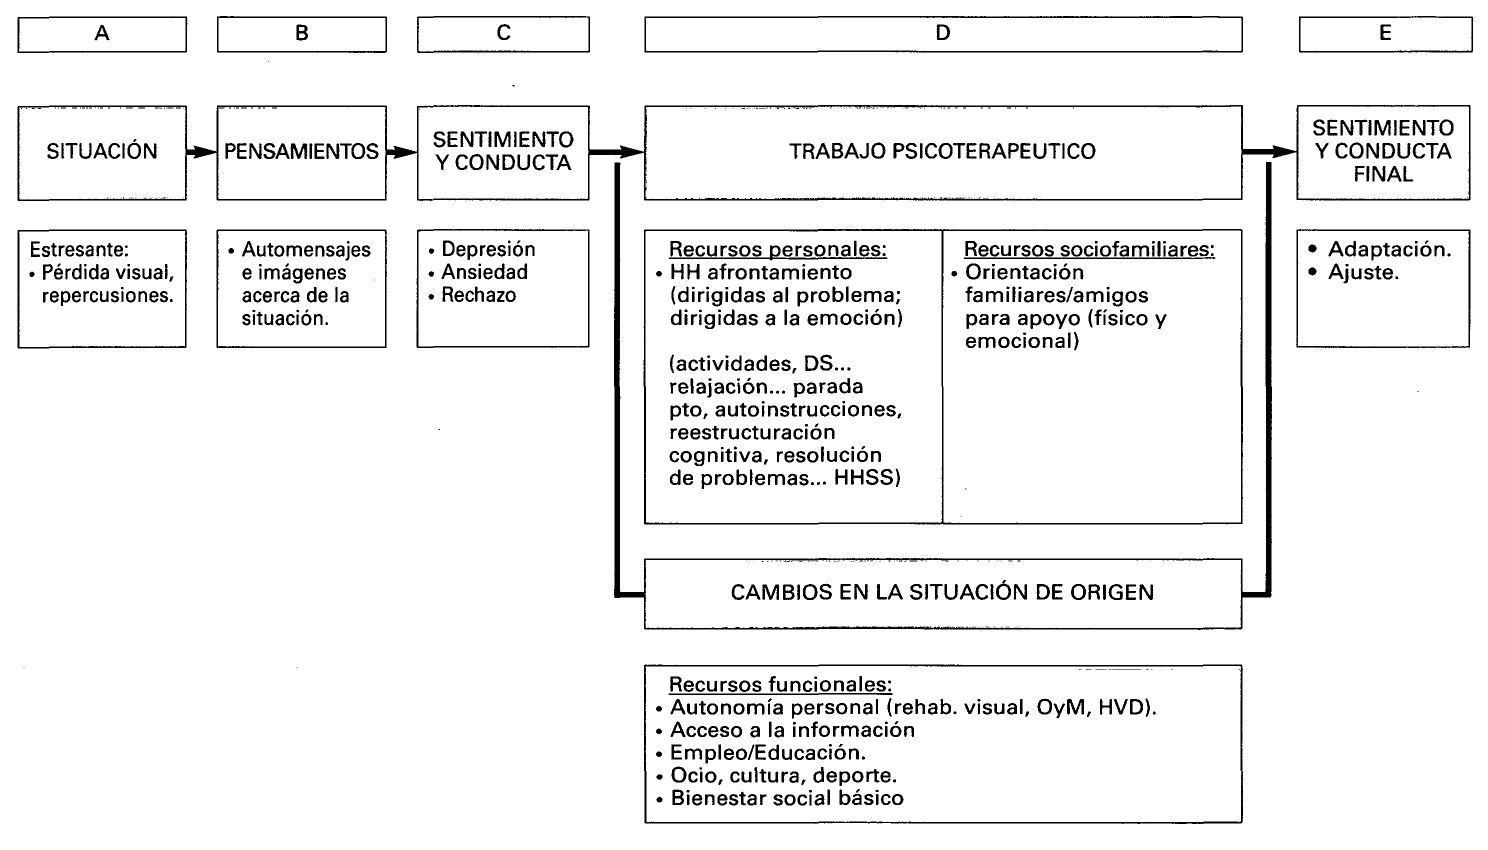 A
B
C
D
E
SITUACIÓN
PENSAMIENTOS
SENTIMIENTO
Y CONDUCTA
TRABAJO PSICOTERAPEUTICO
SENTIMIENTO
Y CONDUCTA
FINAL
Estresante:
• Pérdida visual,
repercusiones.
• Automensajes
e imágenes
acerca de la
situación.
• Depresión
• Ansiedad
• Rechazo
Recursos personales:
• HH afrontamiento
(dirigidas al problema;
dirigidas a la emoción)
(actividades, DS...
relajación... parada
pto, autoinstrucciones,
reestructuración
cognitiva, resolución
de problemas... HHSS)
Recursos sociofamiliares:
• Orientación
familiares/amigos
para apoyo (físico y
emocional)
• Adaptación.
• Ajuste.
CAMBIOS EN LA SITUACIÓN DE ORIGEN
Recursos funcionales:
• Autonomía personal (rehab. visual, OyM, HVD).
• Acceso a la información
• Empleo/Educación.
• Ocio, cultura, deporte.
• Bienestar social básico